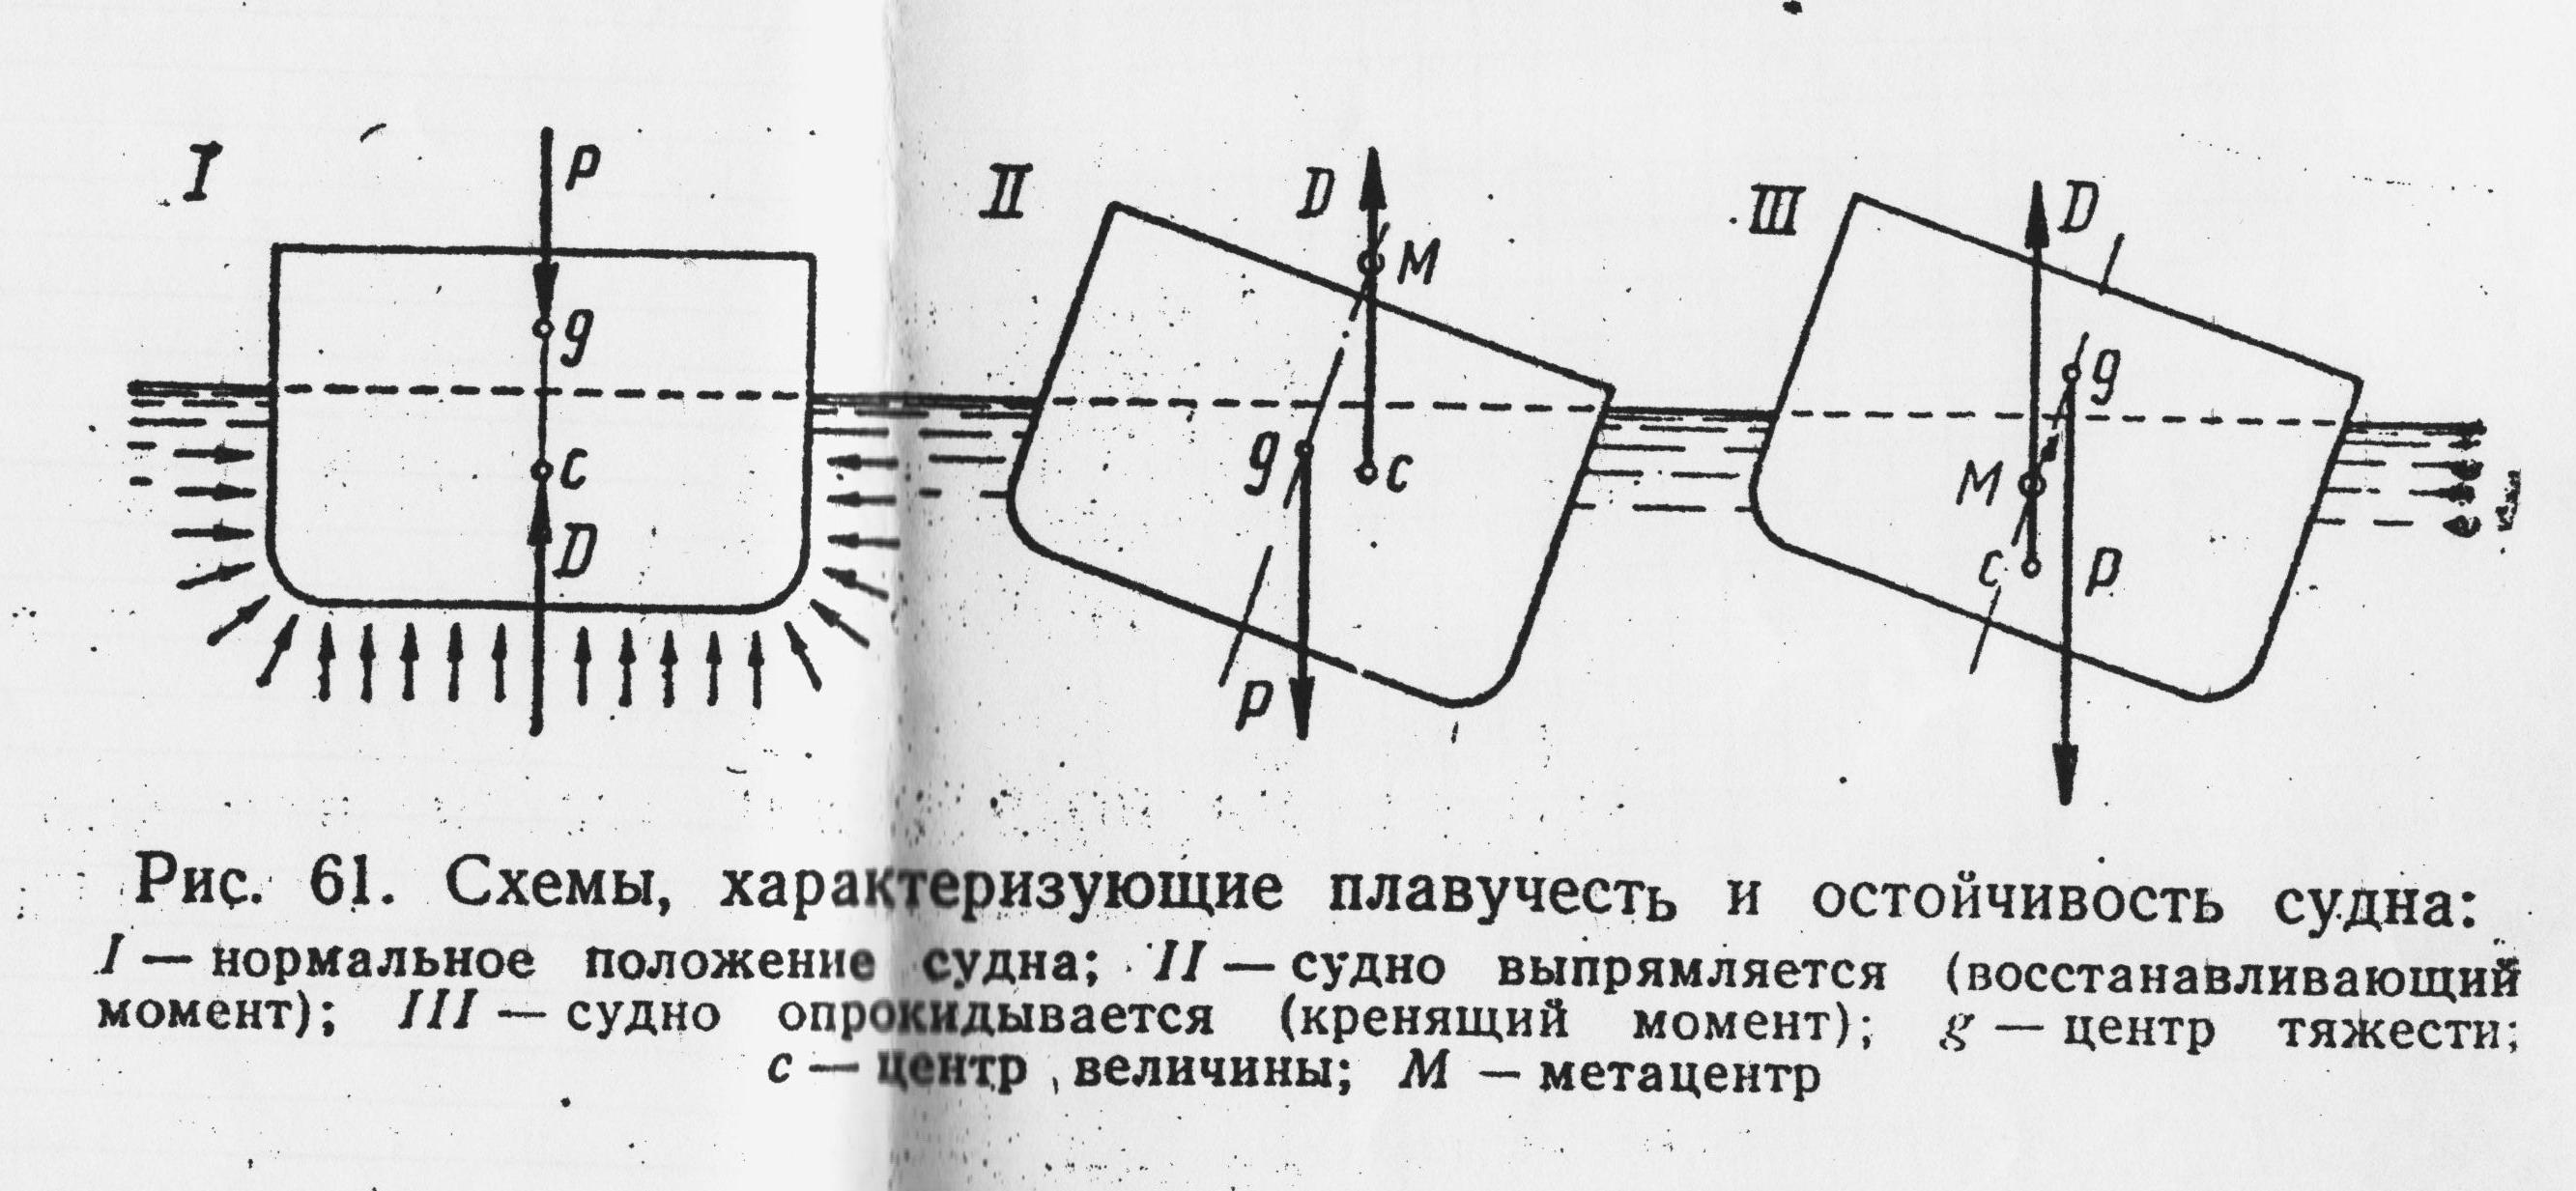 I
P
g
c
D
II
D
M
g
c
P
III
D
g
M
c
P
Рис. 61. Схемы, характеризующие плавучесть и остойчивость судна:
I — нормальное положение судна; II — судно выпрямляется (восстанавливающий
момент); III — судно опрокидывается (кренящий момент); g — центр тяжести;
c — центр величины; M — метацентр